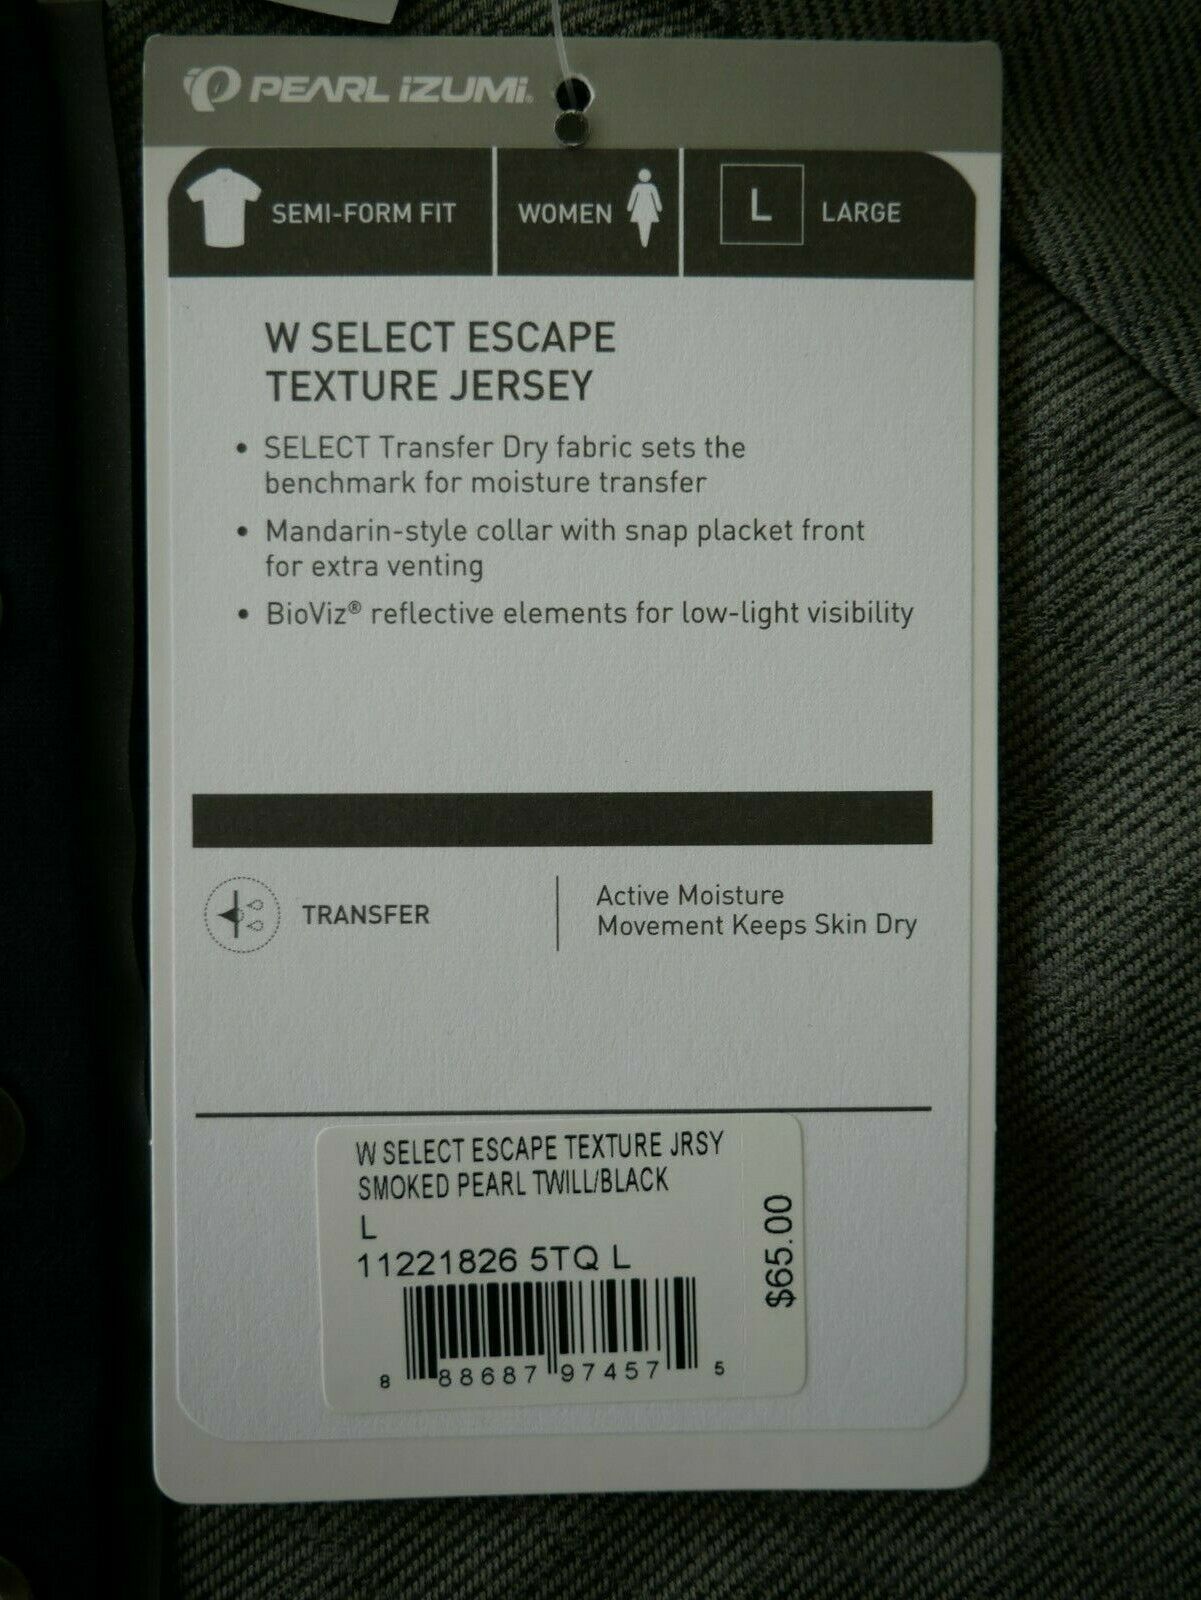 PEARL iZUMi®
SEMI-FORM FIT
WOMEN
L
LARGE
W SELECT ESCAPE
TEXTURE JERSEY
• SELECT Transfer Dry fabric sets the
benchmark for moisture transfer
• Mandarin-style collar with snap placket front
for extra venting
• BioViz® reflective elements for low-light visibility
TRANSFER
Active Moisture
Movement Keeps Skin Dry
W SELECT ESCAPE TEXTURE JRSY
SMOKED PEARL TWILL/BLACK
L
11221826 5TQ L
$65.00
8 88687 97457 5